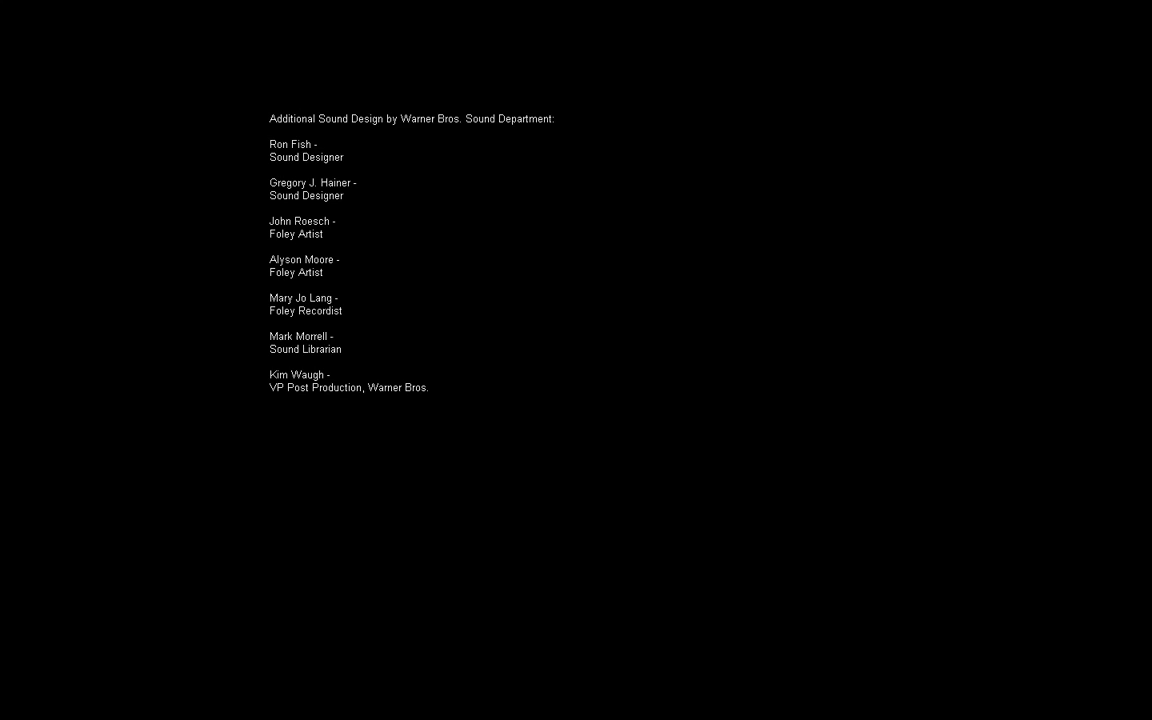 Additional Sound Design by Warner Bros. Sound Department:
Ron Fish -
Sound Designer
Gregory J. Hainer -
Sound Designer
John Roesch -
Foley Artist
Alyson Moore -
Foley Artist
Mary Jo Lang -
Foley Recordist
Mark Morrell -
Sound Librarian
Kim Waugh -
VP Post Production, Warner Bros.